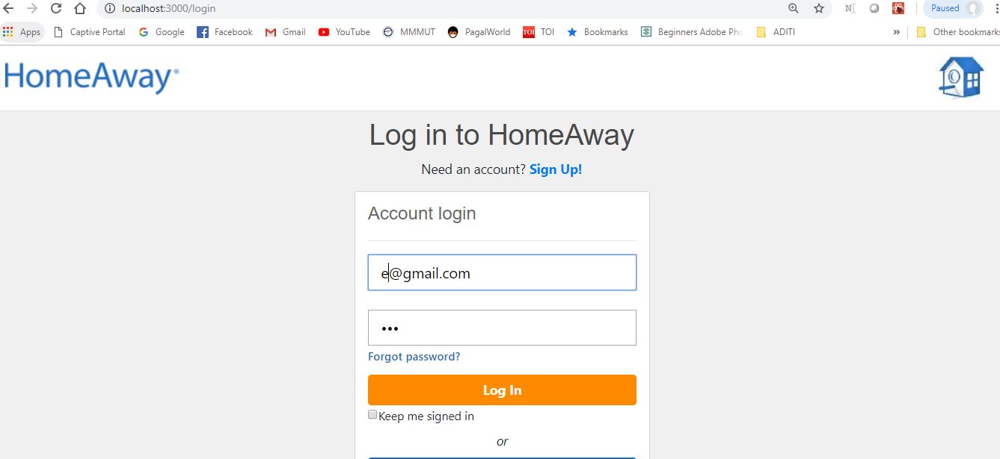 localhost:3000/login
Paused
Apps Captive Portal Google Facebook Gmail YouTube MMMUT PagalWorld TOI TOI Bookmarks Beginners Adobe Pho ADITI » Other bookmarks
HomeAway
Log in to HomeAway
Need an account? Sign Up!
Account login
e@gmail.com
•••
Forgot password?
Log In
Keep me signed in
or